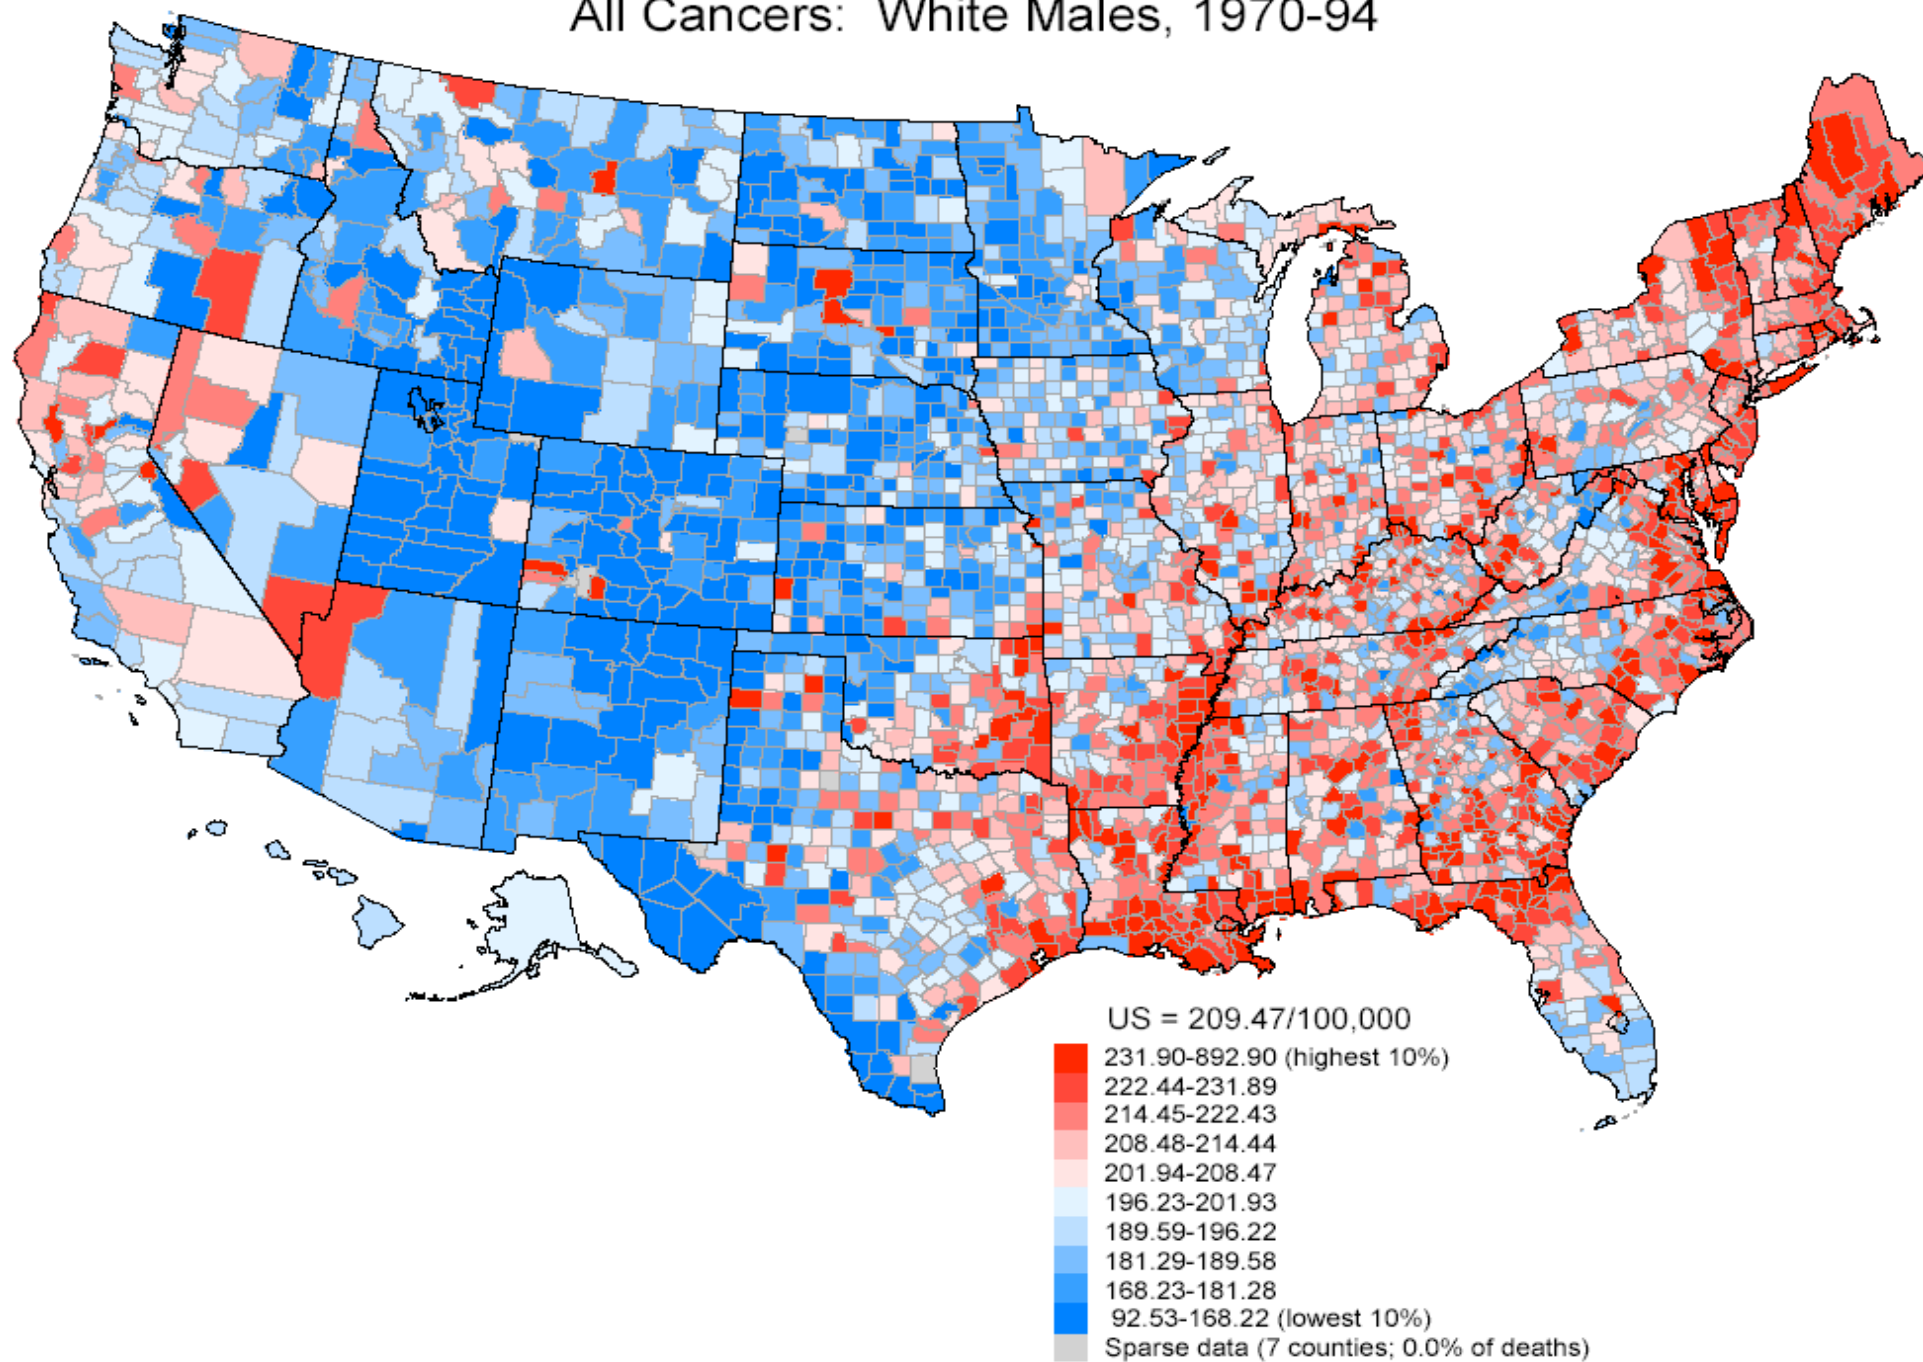 All Cancers: White Males, 1970-94
US = 209.47/100,000
231.90-892.90 (highest 10%)
222.44-231.89
214.45-222.43
208.48-214.44
201.94-208.47
196.23-201.93
189.59-196.22
181.29-189.58
168.23-181.28
92.53-168.22 (lowest 10%)
Sparse data (7 counties; 0.0% of deaths)